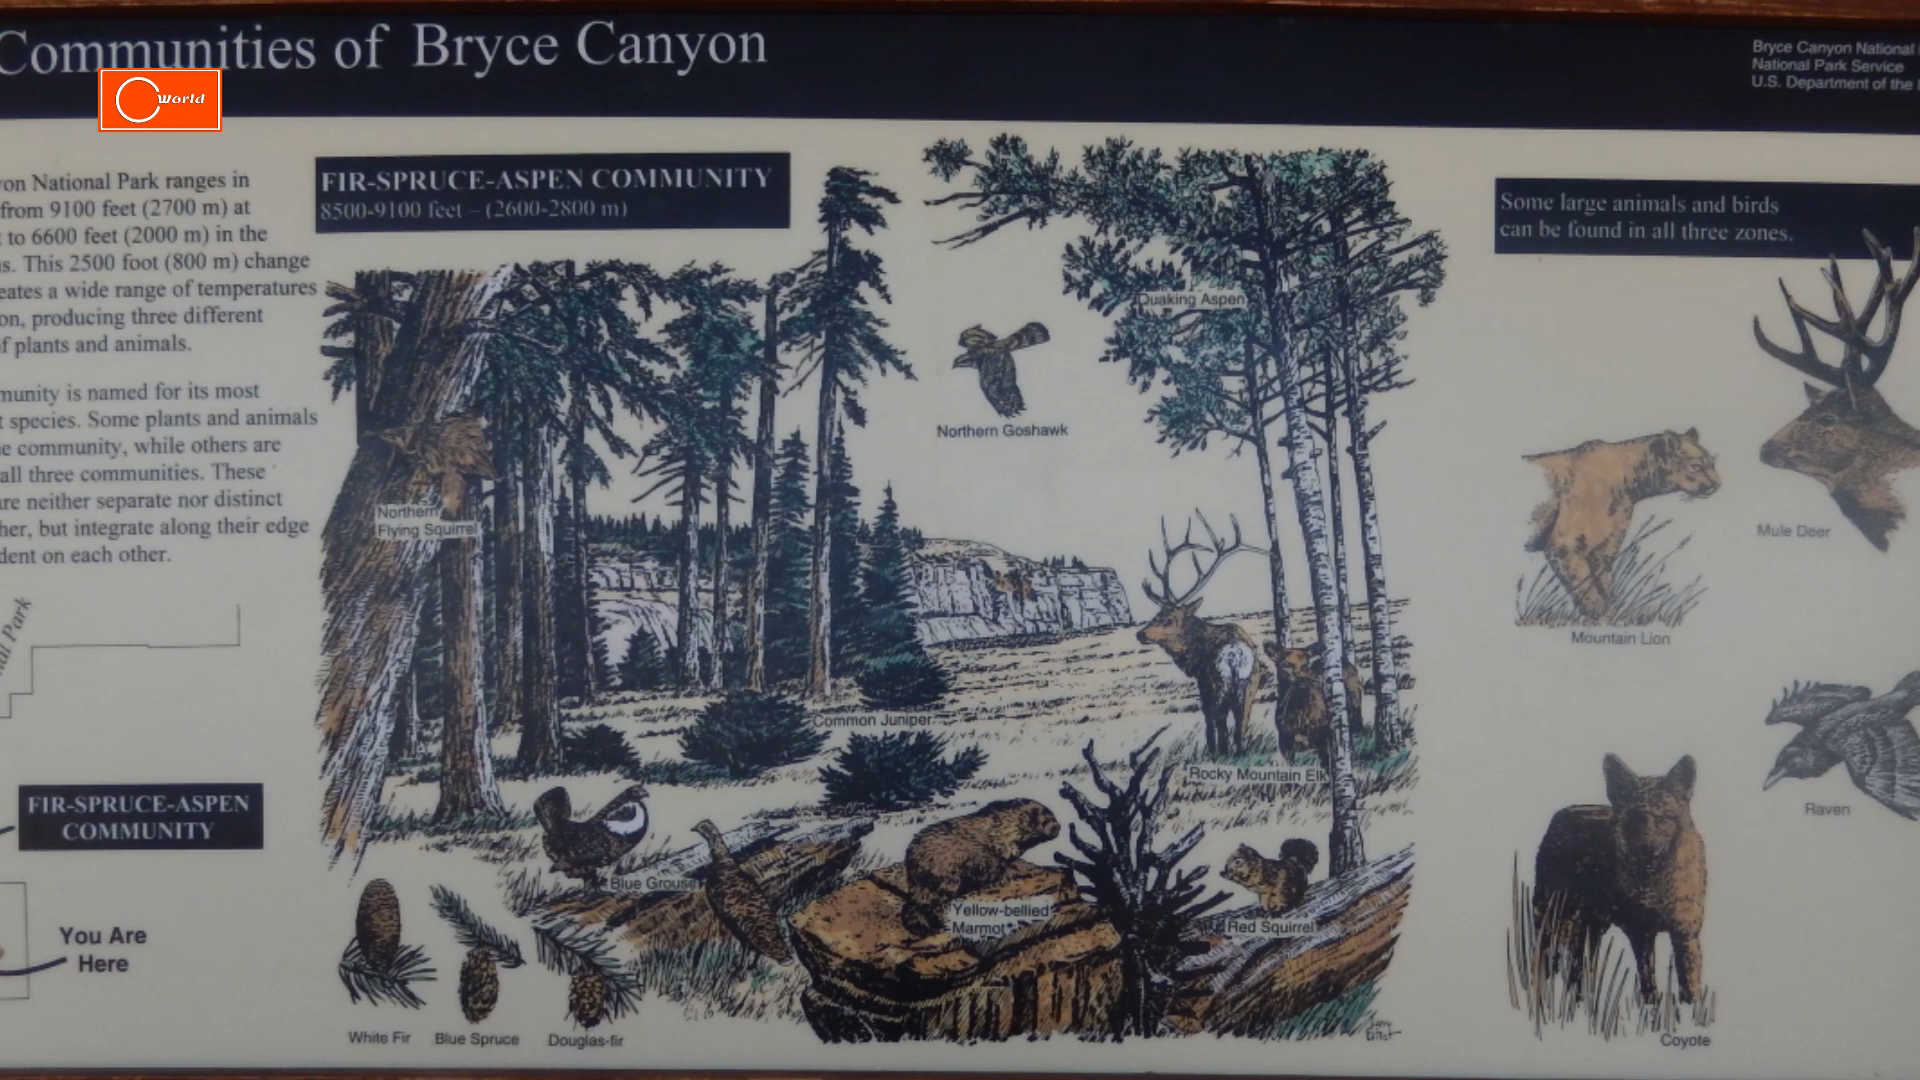 Communities of Bryce Canyon
World
Bryce Canyon National
National Park Service
U.S. Department of the
on National Park ranges in
from 9100 feet (2700 m) at
to 6600 feet (2000 m) in the
s. This 2500 foot (800 m) change
eates a wide range of temperatures
on, producing three different
f plants and animals.
munity is named for its most
t species. Some plants and animals
e community, while others are
all three communities. These
are neither separate nor distinct
her, but integrate along their edge
dent on each other.
nal Park
FIR-SPRUCE-ASPEN
COMMUNITY
You Are
Here
FIR-SPRUCE-ASPEN COMMUNITY
8500-9100 feet – (2600-2800 m)
Quaking Aspen
Northern Goshawk
Northern
Flying Squirrel
Common Juniper
Rocky Mountain Elk
Blue Grouse
Yellow-bellied
Marmot
Red Squirrel
White Fir
Blue Spruce
Douglas-fir
Some large animals and birds
can be found in all three zones.
Mule Deer
Mountain Lion
Raven
Coyote